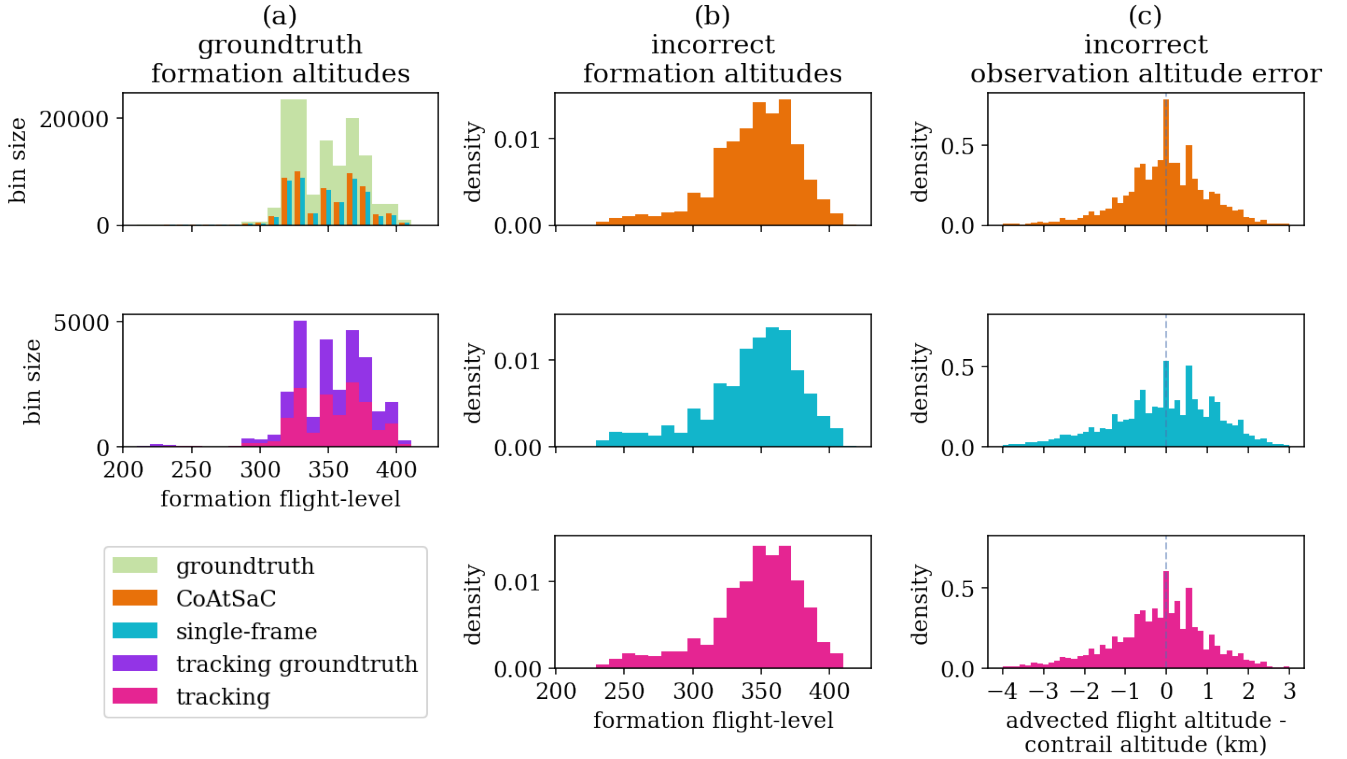 (a)
groundtruth
formation altitudes
(b)
incorrect
formation altitudes
(c)
incorrect
observation altitude error
bin size
20000
0
density
0.01
0.00
density
0.5
0.0
bin size
5000
0
200 250 300 350 400
formation flight-level
density
0.01
0.00
density
0.5
0.0
groundtruth
CoAtSaC
single-frame
tracking groundtruth
tracking
density
0.01
0.00
200 250 300 350 400
formation flight-level
density
0.5
0.0
−4 −3 −2 −1 0 1 2 3
advected flight altitude -
contrail altitude (km)